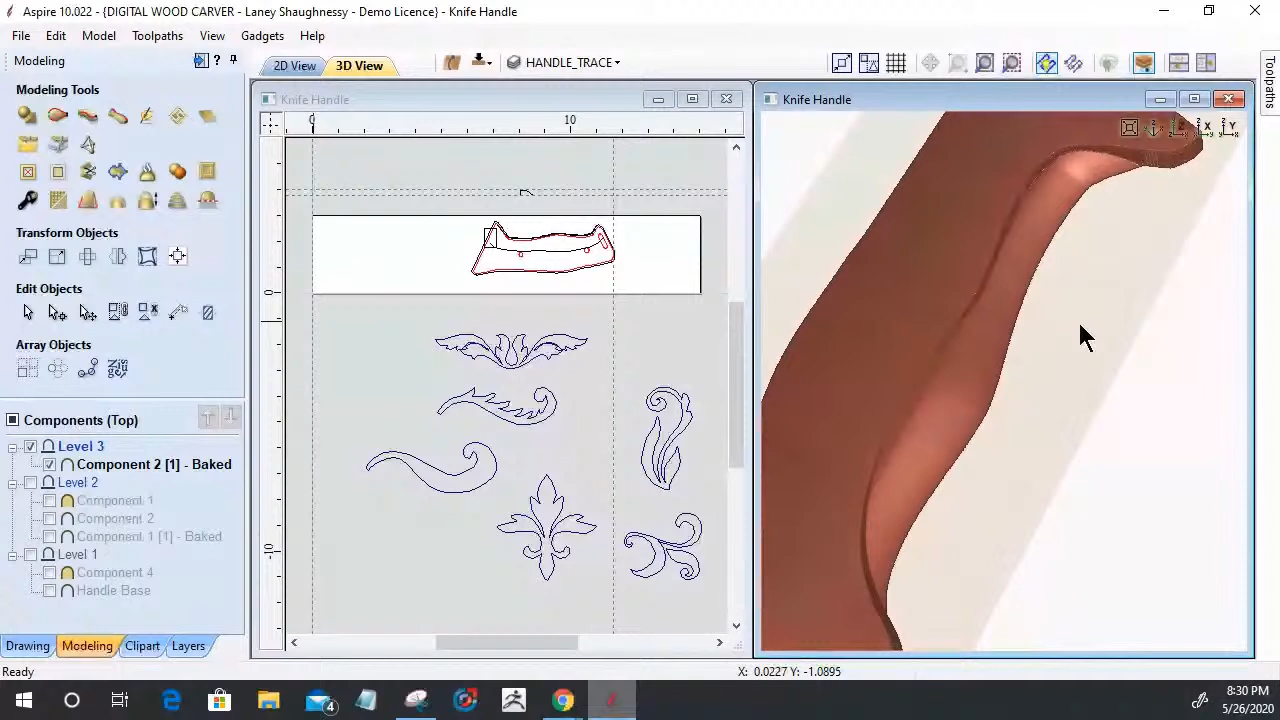 Aspire 10.022 - {DIGITAL WOOD CARVER - Laney Shaughnessy - Demo Licence} - Knife Handle
File Edit Model Toolpaths View Gadgets Help
Modeling
2D View 3D View HANDLE_TRACE
Toolpaths
Modeling Tools
Transform Objects
Edit Objects
Array Objects
Components (Top)
Level 3
Component 2 [1] - Baked
Level 2
Component 1
Component 2
Component 1 [1] - Baked
Level 1
Component 4
Handle Base
Drawing Modeling Clipart Layers
Knife Handle
0 10
0
Knife Handle
X Y
Ready
X: 0.0227 Y: -1.0895
4
8:30 PM
5/26/2020